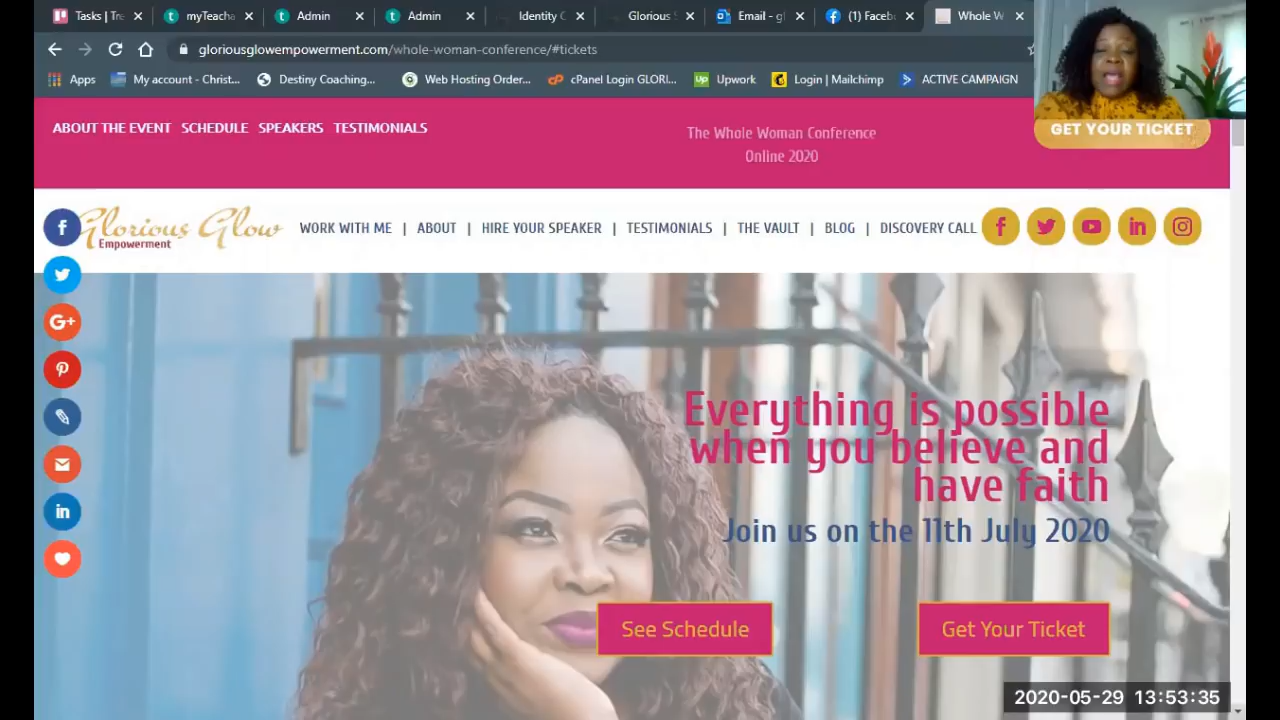 Tasks | Tre
myTeacha
Admin
Admin
Identity C
Glorious S
Email - gl
(1) Faceb
Whole W
gloriousglowempowerment.com/whole-woman-conference/#tickets
Apps
My account - Christ...
Destiny Coaching...
Web Hosting Order...
cPanel Login GLORI...
Upwork
Login | Mailchimp
ACTIVE CAMPAIGN
ABOUT THE EVENT SCHEDULE SPEAKERS TESTIMONIALS
The Whole Woman Conference
Online 2020
GET YOUR TICKET
Glorious Glow
Empowerment
WORK WITH ME | ABOUT | HIRE YOUR SPEAKER | TESTIMONIALS | THE VAULT | BLOG | DISCOVERY CALL
Everything is possible
when you believe and
have faith
Join us on the 11th July 2020
See Schedule
Get Your Ticket
2020-05-29 13:53:35